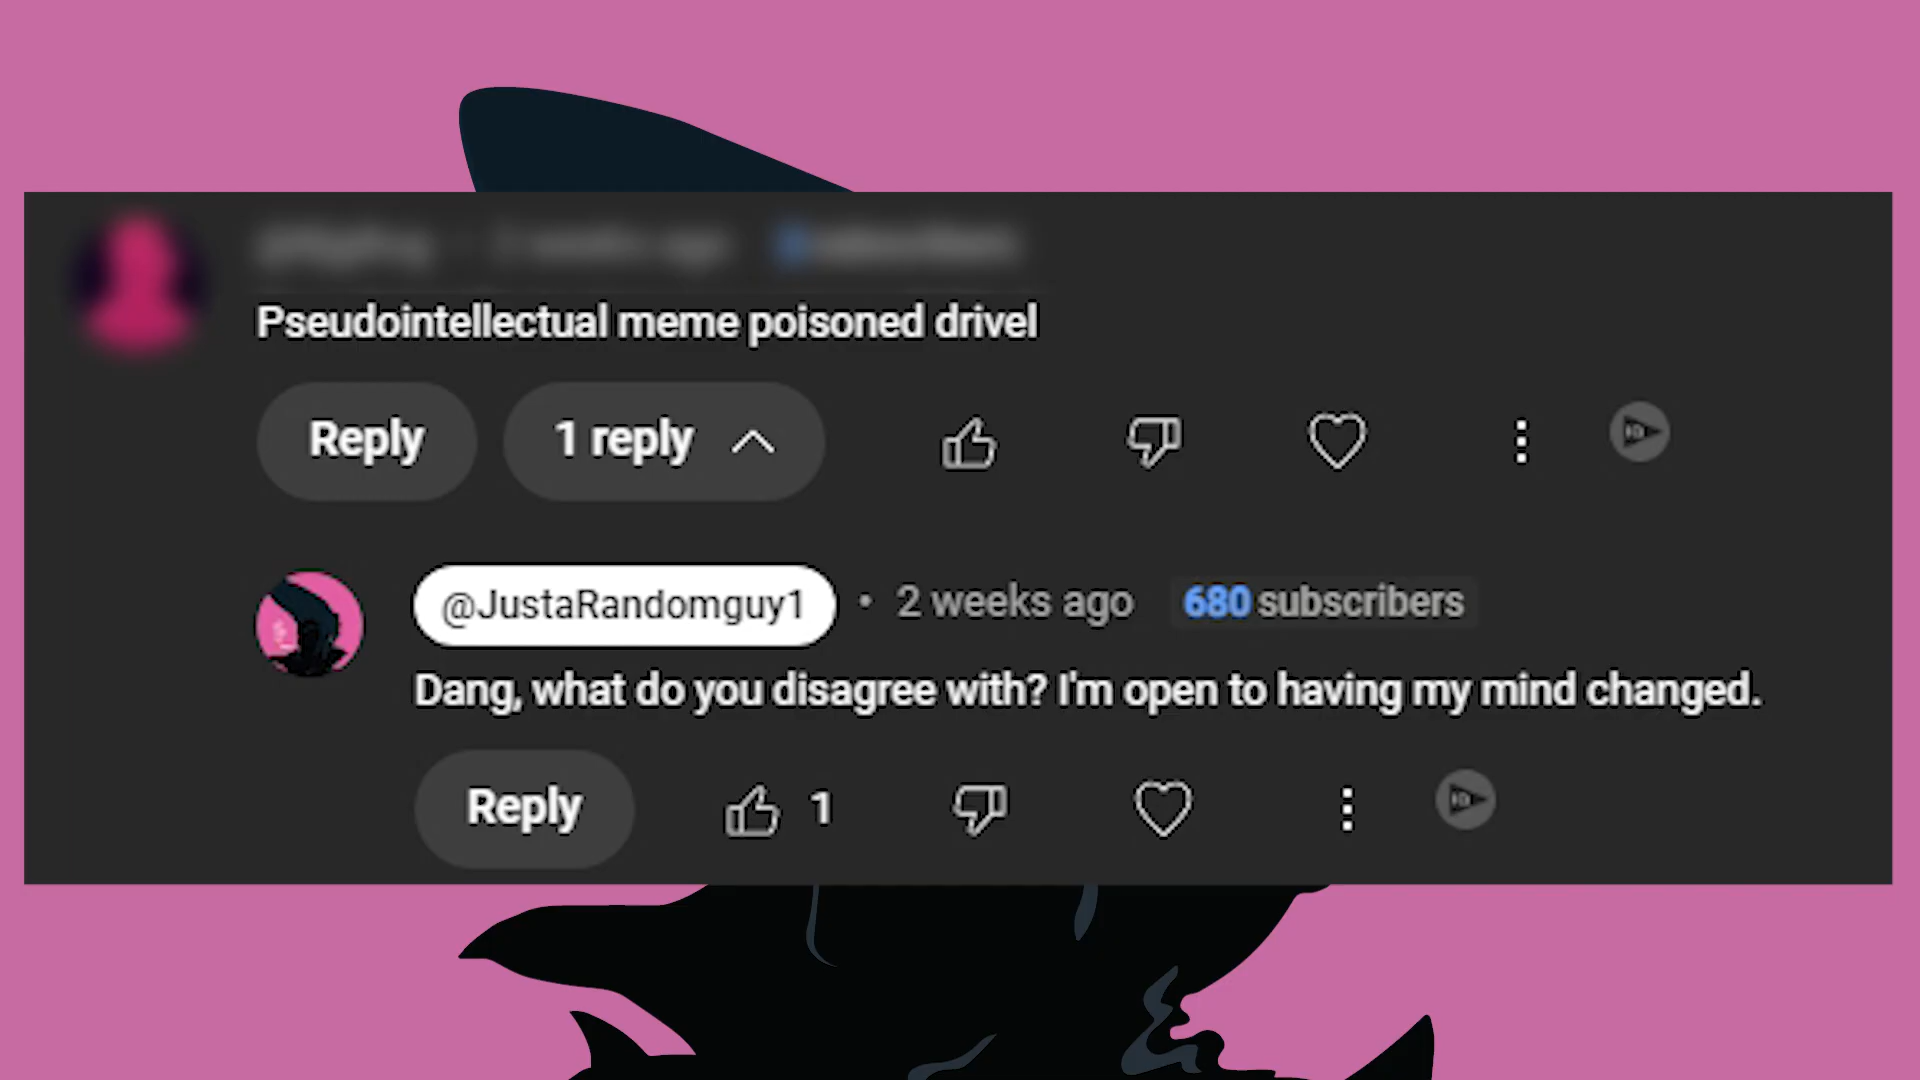 Pseudointellectual meme poisoned drivel
Reply 1 reply
@JustaRandomguy1 • 2 weeks ago 680 subscribers
Dang, what do you disagree with? I'm open to having my mind changed.
Reply 1